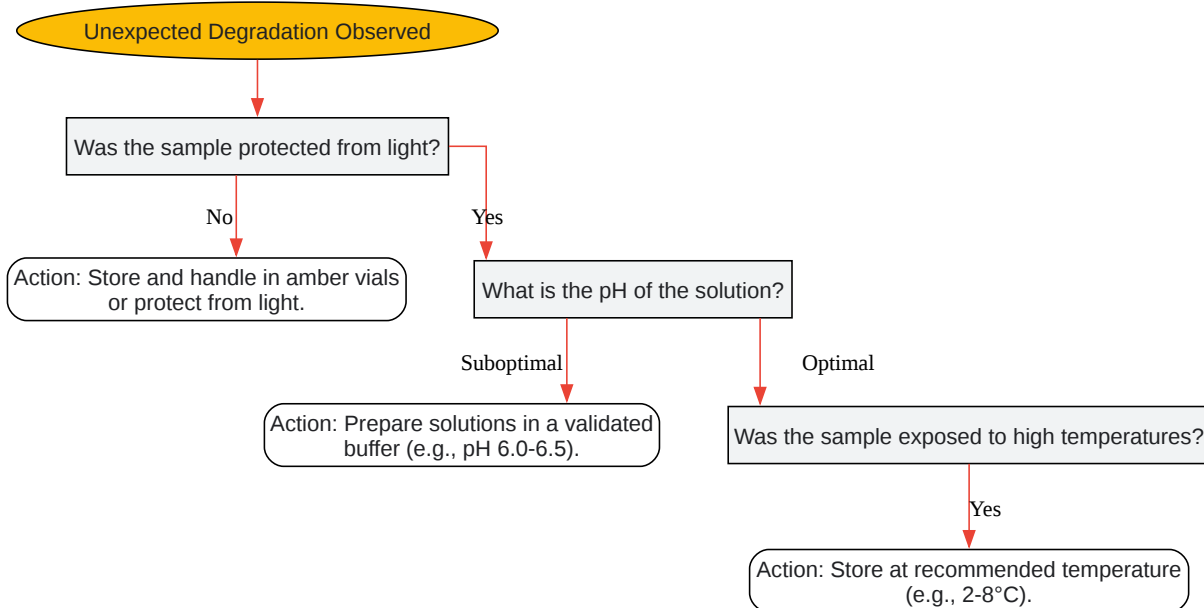 Unexpected Degradation Observed
Was the sample protected from light?
No
Yes
Action: Store and handle in amber vials
or protect from light.
What is the pH of the solution?
Suboptimal
Optimal
Action: Prepare solutions in a validated
buffer (e.g., pH 6.0-6.5).
Was the sample exposed to high temperatures?
Yes
Action: Store at recommended temperature
(e.g., 2-8°C).